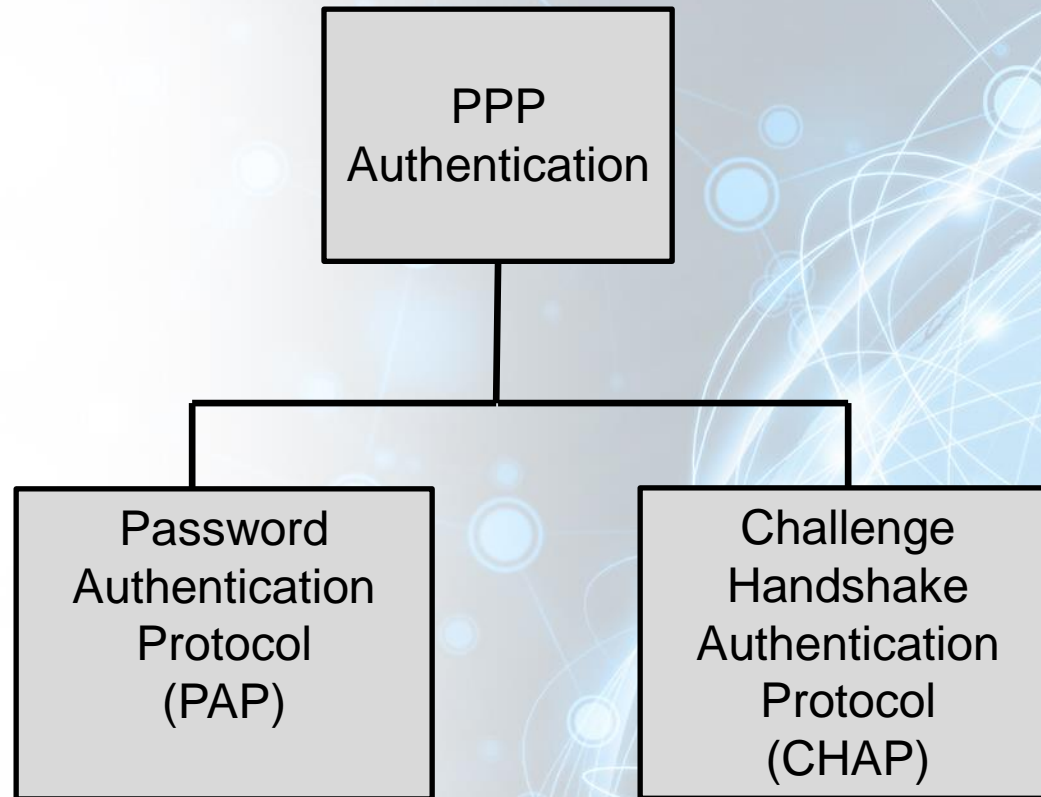 PPP
Authentication
Password
Authentication
Protocol
(PAP)
Challenge
Handshake
Authentication
Protocol
(CHAP)